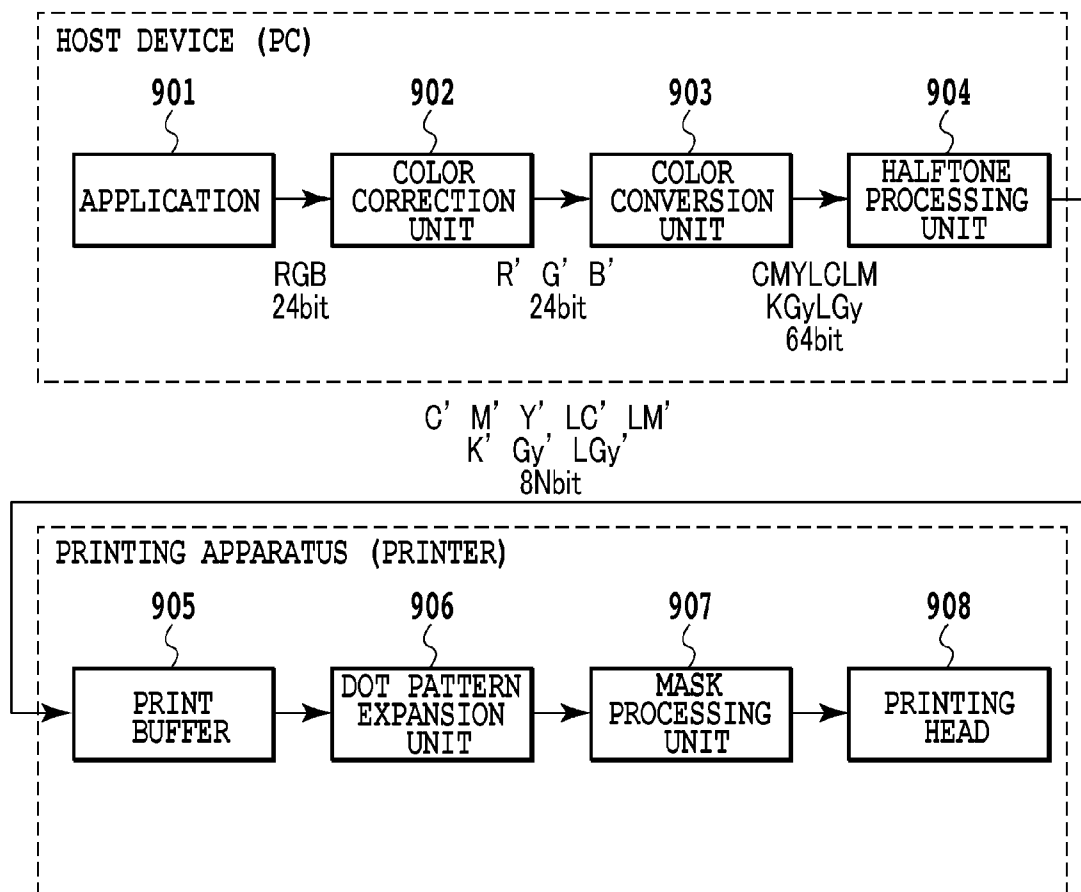 HOST DEVICE (PC)
901
902
903
904
APPLICATION
COLOR
CORRECTION
UNIT
COLOR
CONVERSION
UNIT
HALFTONE
PROCESSING
UNIT
RGB
24bit
R' G' B'
24bit
CMYLCLM
KGyLGy
64bit
C' M' Y' LC' LM'
K' Gy' LGy'
8Nbit
PRINTING APPARATUS (PRINTER)
905
906
907
908
PRINT
BUFFER
DOT PATTERN
EXPANSION
UNIT
MASK
PROCESSING
UNIT
PRINTING
HEAD